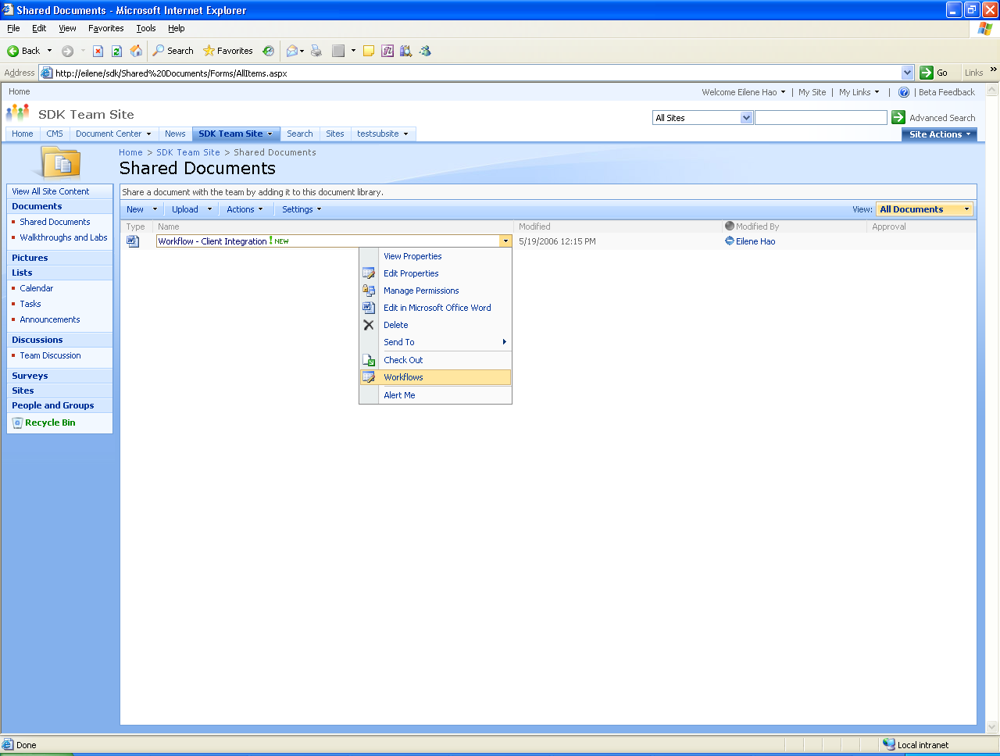 Shared Documents - Microsoft Internet Explorer
File Edit View Favorites Tools Help
Back Search Favorites
Address http://eilene/sdk/Shared%20Documents/Forms/AllItems.aspx Go Links »
Home Welcome Eilene Hao | My Site | My Links | | Beta Feedback
SDK Team Site
All Sites Advanced Search
Home CMS Document Center News SDK Team Site Search Sites testsubsite Site Actions
Home > SDK Team Site > Shared Documents
Shared Documents
View All Site Content
Documents
Shared Documents
Walkthroughs and Labs
Pictures
Lists
Calendar
Tasks
Announcements
Discussions
Team Discussion
Surveys
Sites
People and Groups
Recycle Bin
Share a document with the team by adding it to this document library.
New Upload Actions Settings View: All Documents
Type Name Modified Modified By Approval
Workflow - Client Integration ! NEW 5/19/2006 12:15 PM Eilene Hao
View Properties
Edit Properties
Manage Permissions
Edit in Microsoft Office Word
Delete
Send To
Check Out
Workflows
Alert Me
Done Local intranet